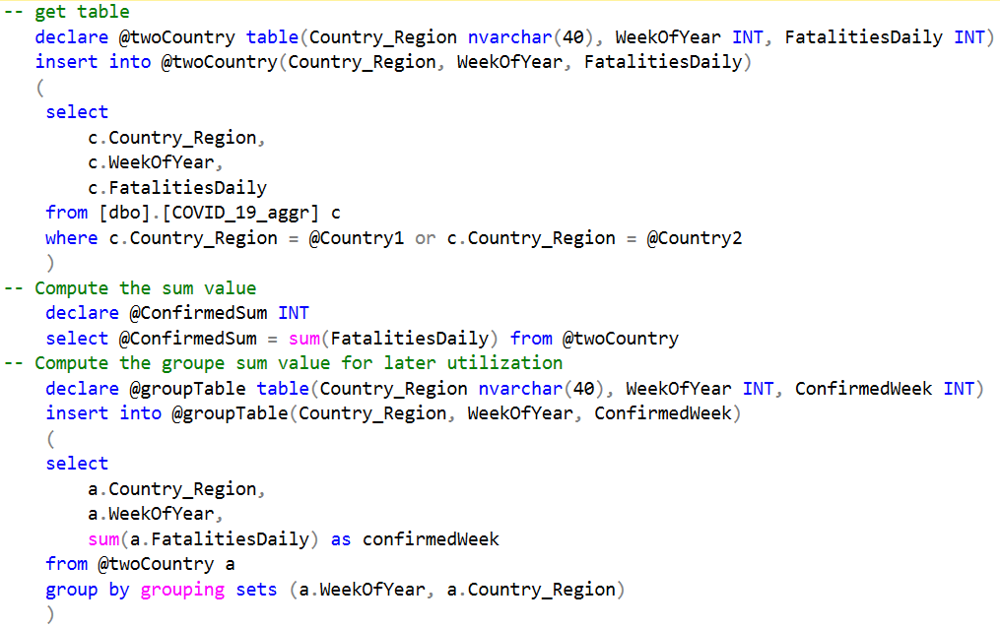 -- get table
declare @twoCountry table(Country_Region nvarchar(40), WeekOfYear INT, FatalitiesDaily INT)
insert into @twoCountry(Country_Region, WeekOfYear, FatalitiesDaily)
(
select
c.Country_Region,
c.WeekOfYear,
c.FatalitiesDaily
from [dbo].[COVID_19_aggr] c
where c.Country_Region = @Country1 or c.Country_Region = @Country2
)
-- Compute the sum value
declare @ConfirmedSum INT
select @ConfirmedSum = sum(FatalitiesDaily) from @twoCountry
-- Compute the groupe sum value for later utilization
declare @groupTable table(Country_Region nvarchar(40), WeekOfYear INT, ConfirmedWeek INT)
insert into @groupTable(Country_Region, WeekOfYear, ConfirmedWeek)
(
select
a.Country_Region,
a.WeekOfYear,
sum(a.FatalitiesDaily) as confirmedWeek
from @twoCountry a
group by grouping sets (a.WeekOfYear, a.Country_Region)
)